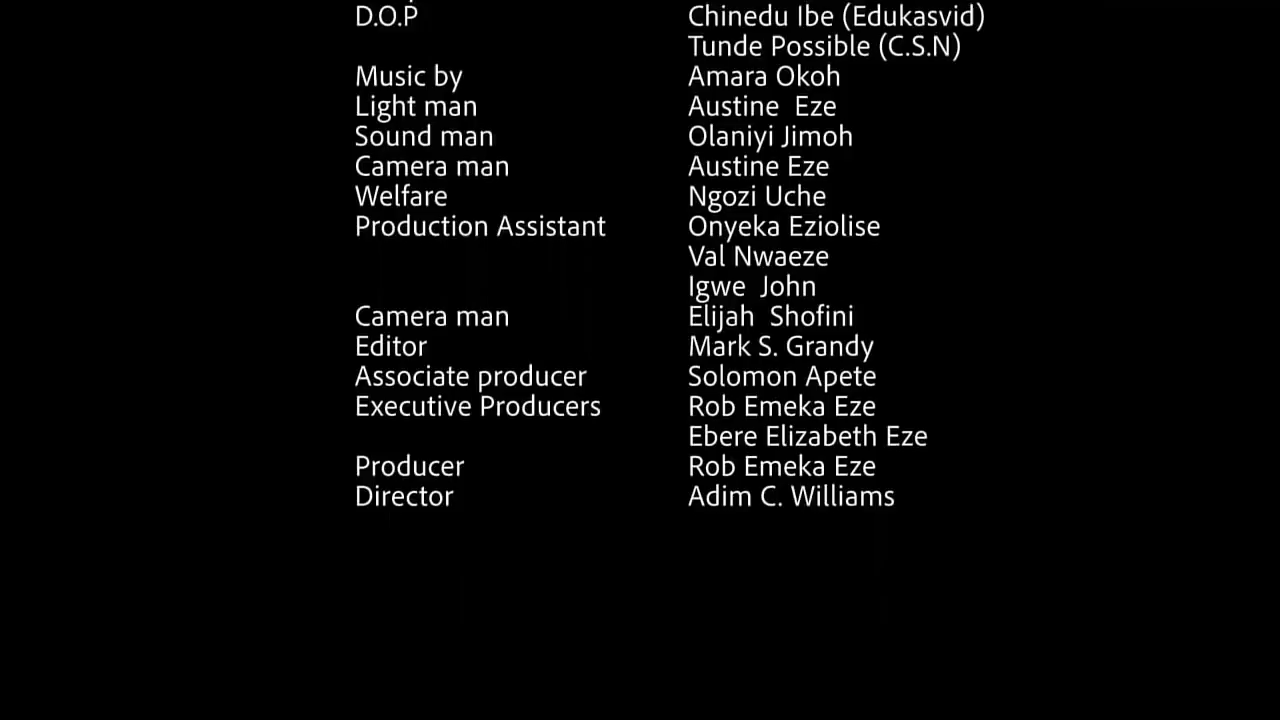 D.O.P Chinedu Ibe (Edukasvid)
Tunde Possible (C.S.N)
Music by Amara Okoh
Light man Austine Eze
Sound man Olaniyi Jimoh
Camera man Austine Eze
Welfare Ngozi Uche
Production Assistant Onyeka Eziolise
Val Nwaeze
Igwe John
Camera man Elijah Shofini
Editor Mark S. Grandy
Associate producer Solomon Apete
Executive Producers Rob Emeka Eze
Ebere Elizabeth Eze
Producer Rob Emeka Eze
Director Adim C. Williams